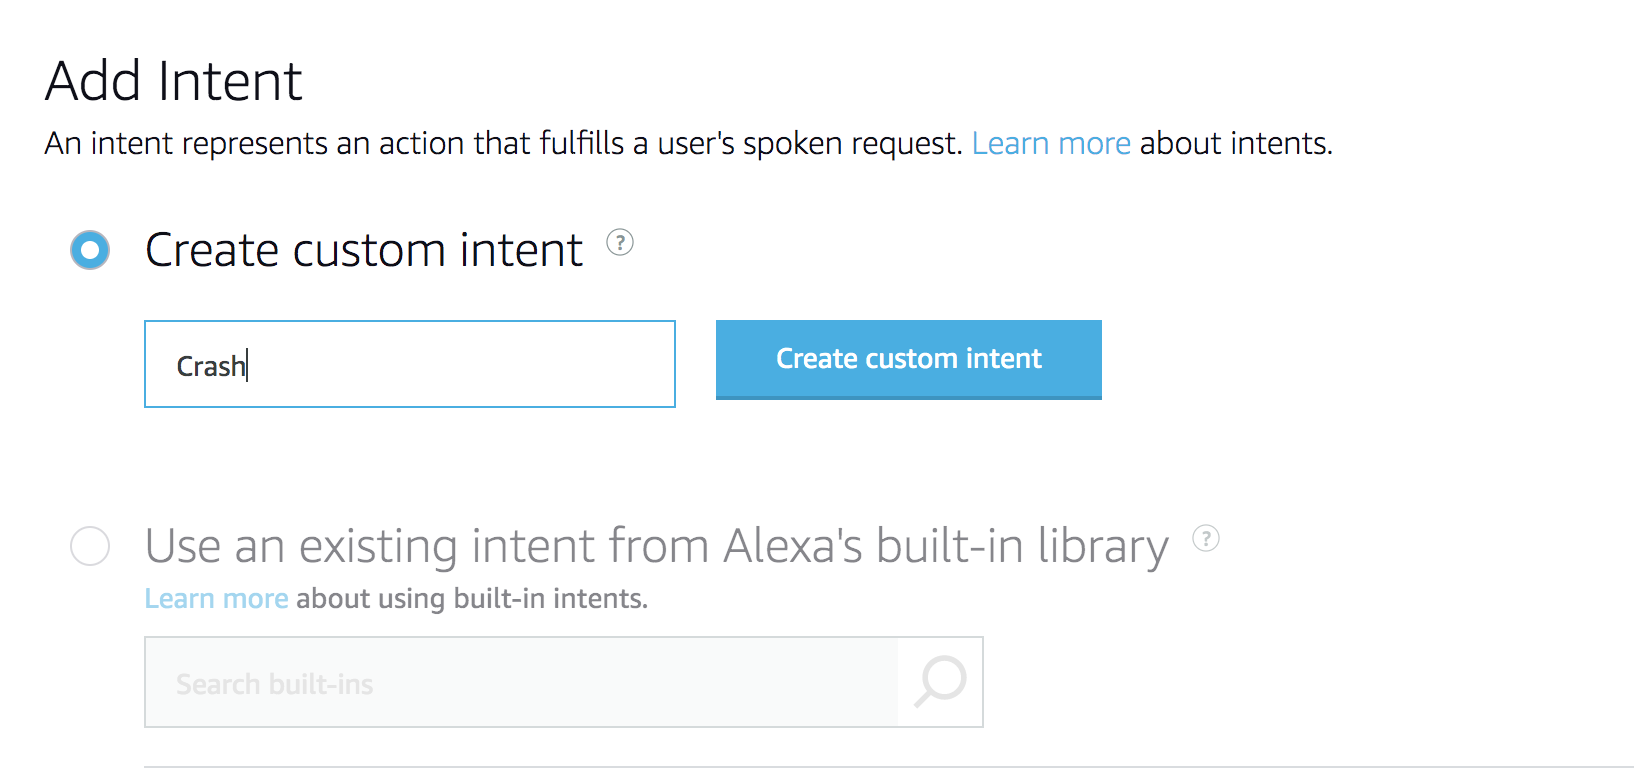 Add Intent
An intent represents an action that fulfills a user's spoken request. Learn more about intents.
Create custom intent ?
Crash
Create custom intent
Use an existing intent from Alexa's built-in library ?
Learn more about using built-in intents.
Search built-ins